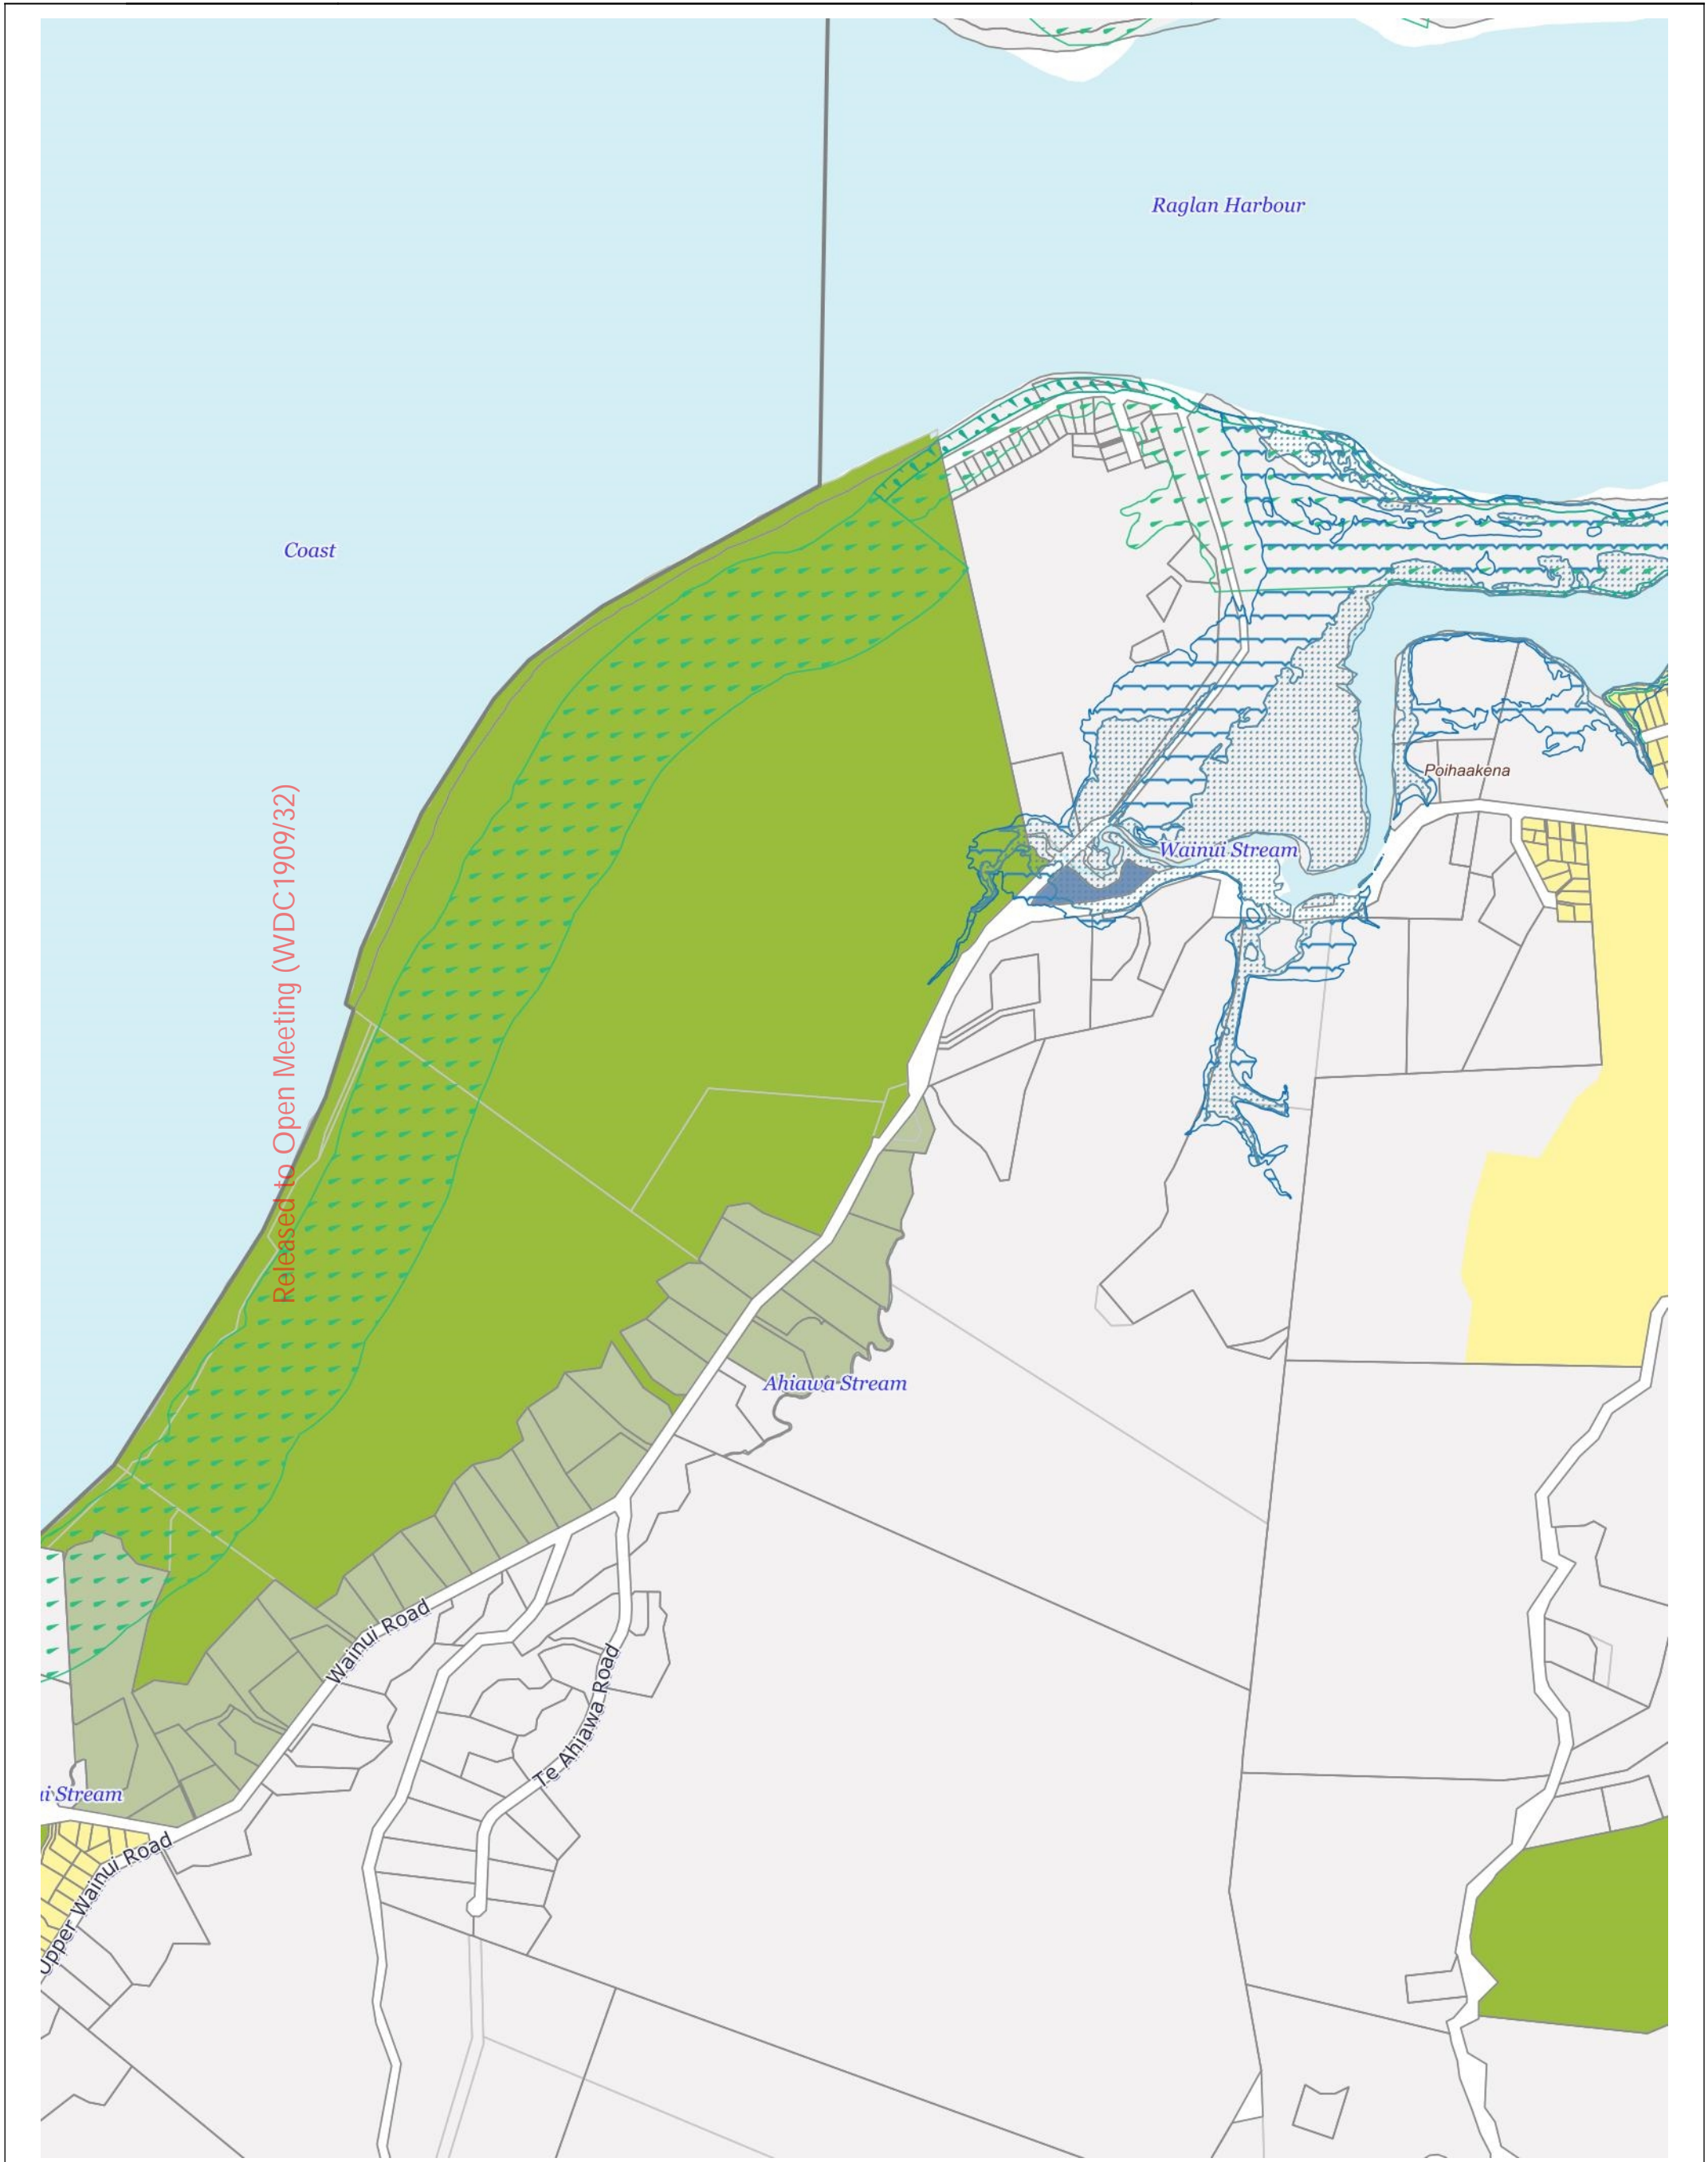 Raglan Harbour
Coast
Released to Open Meeting (WDC1909/32)
Poihaakena
Wainui Stream
Ahiawa Stream
Wainui Road
Te Ahiawa Road
ui Stream
Upper Wainui Road